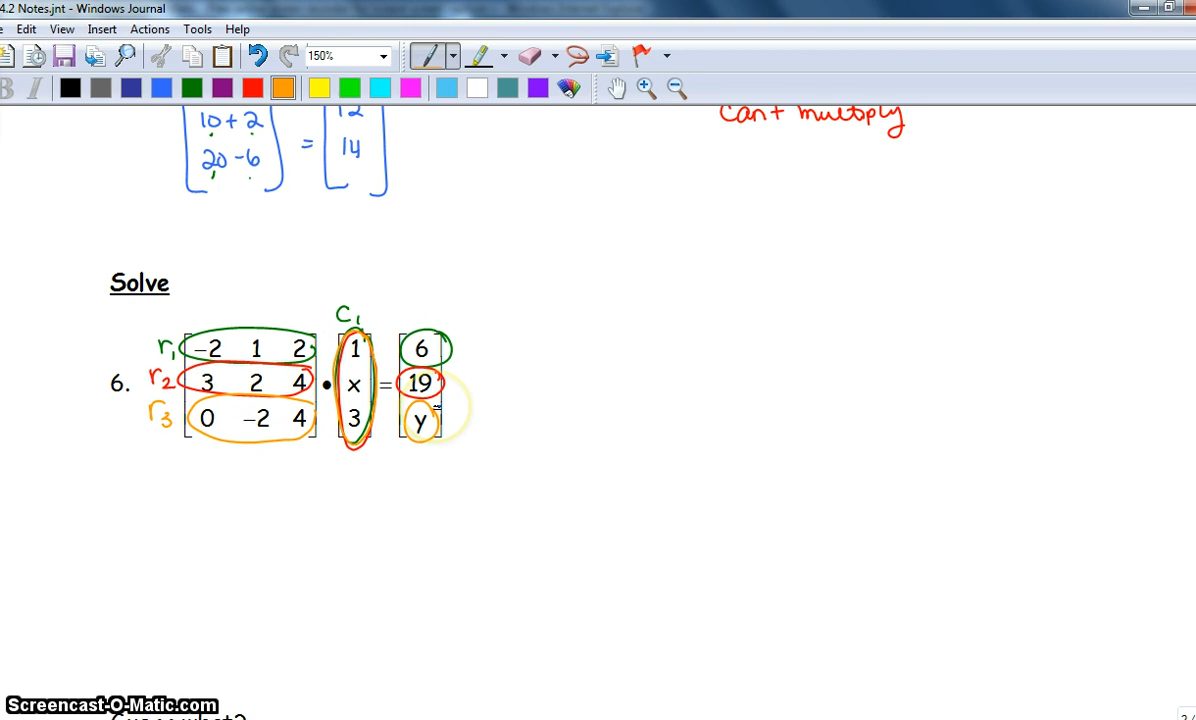 4.2 Notes.jnt - Windows Journal
Edit View Insert Actions Tools Help
150%
B I
10 + 2 12
20 - 6 = 14
Can't multiply
Solve
C₁
r₁ -2 1 2 1 6
6. r₂ 3 2 4 • x = 19
r₃ 0 -2 4 3 y
Screencast-O-Matic.com